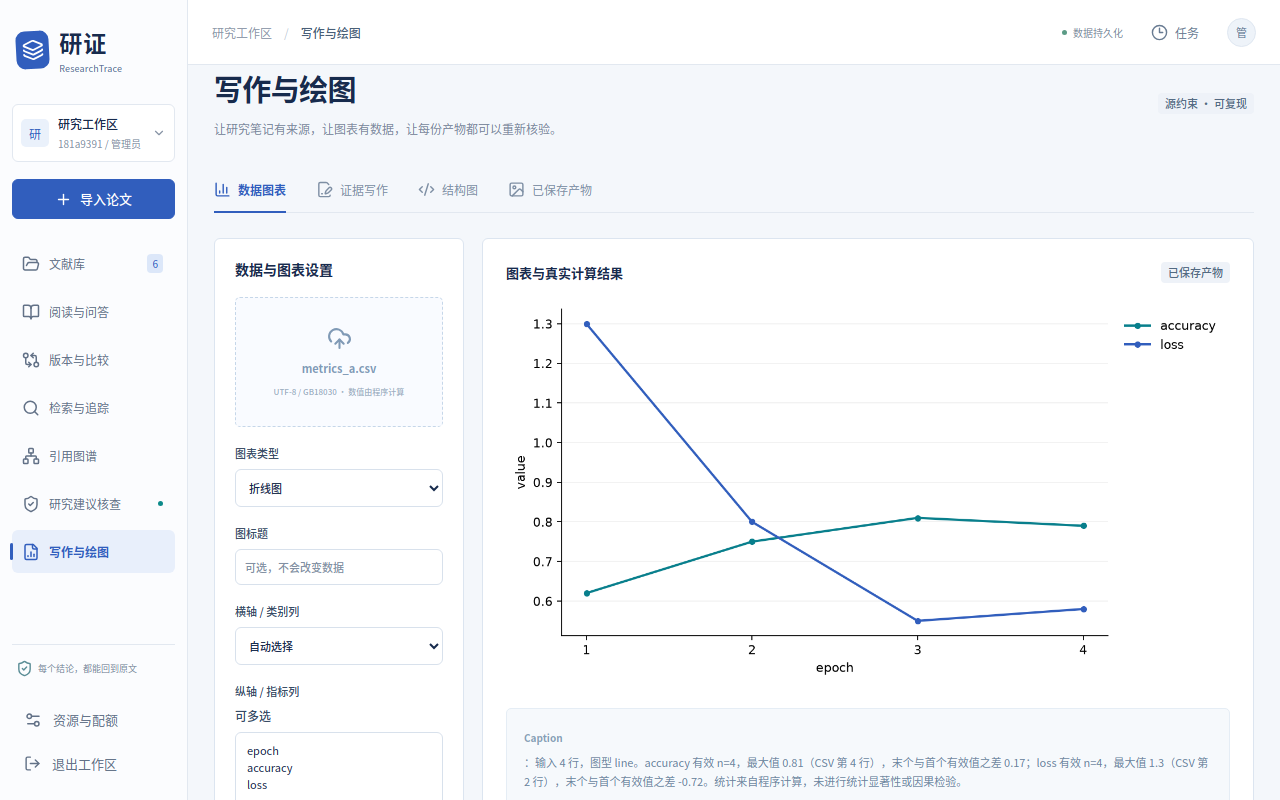 研证
ResearchTrace
研
研究工作区
181a9391 / 管理员
导入论文
文献库
6
阅读与问答
版本与比较
检索与追踪
引用图谱
研究建议核查
写作与绘图
每个结论，都能回到原文
资源与配额
退出工作区
研究工作区 / 写作与绘图
数据持久化
任务
管
写作与绘图
源约束 · 可复现
让研究笔记有来源，让图表有数据，让每份产物都可以重新核验。
数据图表
证据写作
结构图
已保存产物
数据与图表设置
metrics_a.csv
UTF-8 / GB18030 · 数值由程序计算
图表类型
折线图
图标题
可选，不会改变数据
横轴 / 类别列
自动选择
纵轴 / 指标列
可多选
epoch
accuracy
loss
图表与真实计算结果
已保存产物
1.3
1.2
1.1
1.0
0.9
0.8
0.7
0.6
value
1 2 3 4
epoch
accuracy
loss
Caption
：输入 4 行，图型 line。accuracy 有效 n=4，最大值 0.81（CSV 第 4 行），末个与首个有效值之差 0.17；loss 有效 n=4，最大值 1.3（CSV 第
2 行），末个与首个有效值之差 -0.72。统计来自程序计算，未进行统计显著性或因果检验。